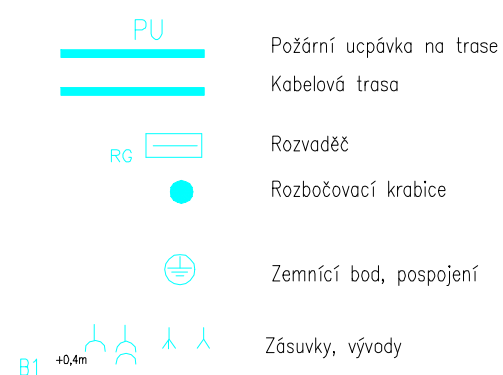 PU
Požární ucpávka na trase
Kabelová trasa
RG
Rozvaděč
Rozbočovací krabice
Zemnící bod, pospojení
B1 +0,4m
Zásuvky, vývody